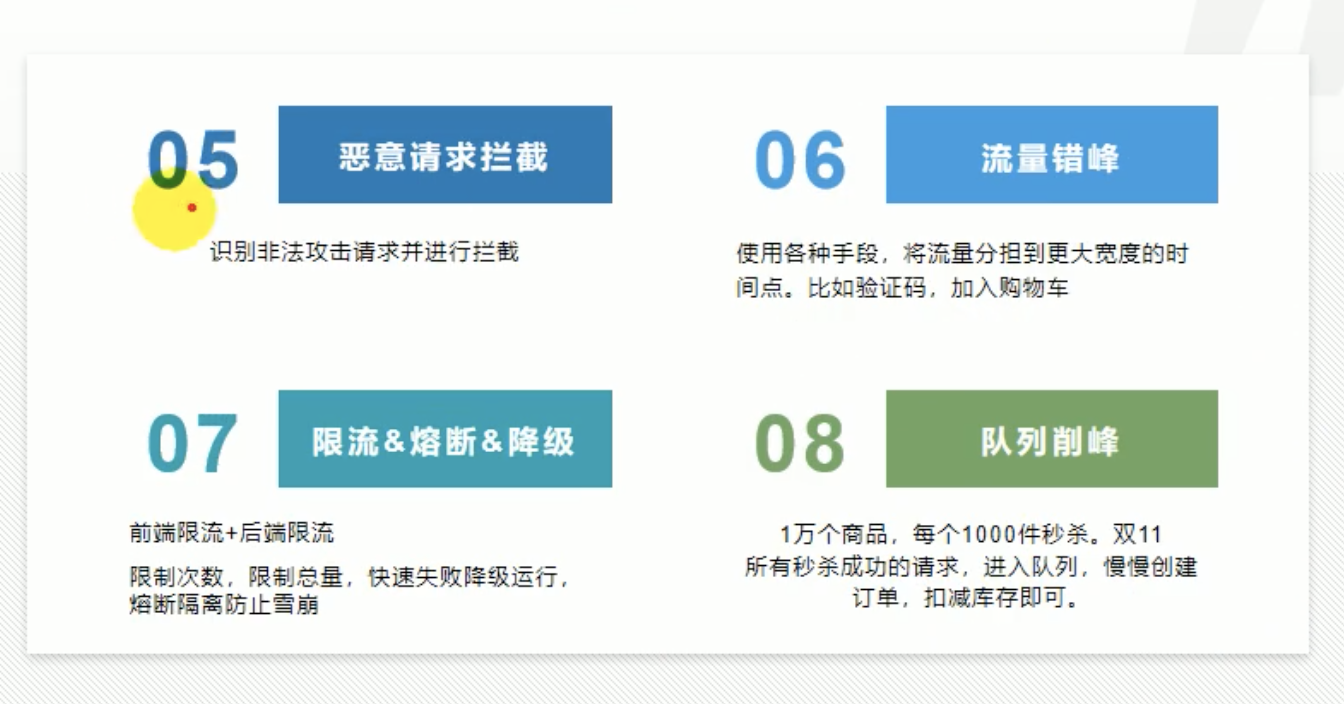 05
恶意请求拦截
识别非法攻击请求并进行拦截
06
流量错峰
使用各种手段，将流量分担到更大宽度的时
间点。比如验证码，加入购物车
07
限流&熔断&降级
前端限流+后端限流
限制次数，限制总量，快速失败降级运行，
熔断隔离防止雪崩
08
队列削峰
1万个商品，每个1000件秒杀。双11
所有秒杀成功的请求，进入队列，慢慢创建
订单，扣减库存即可。